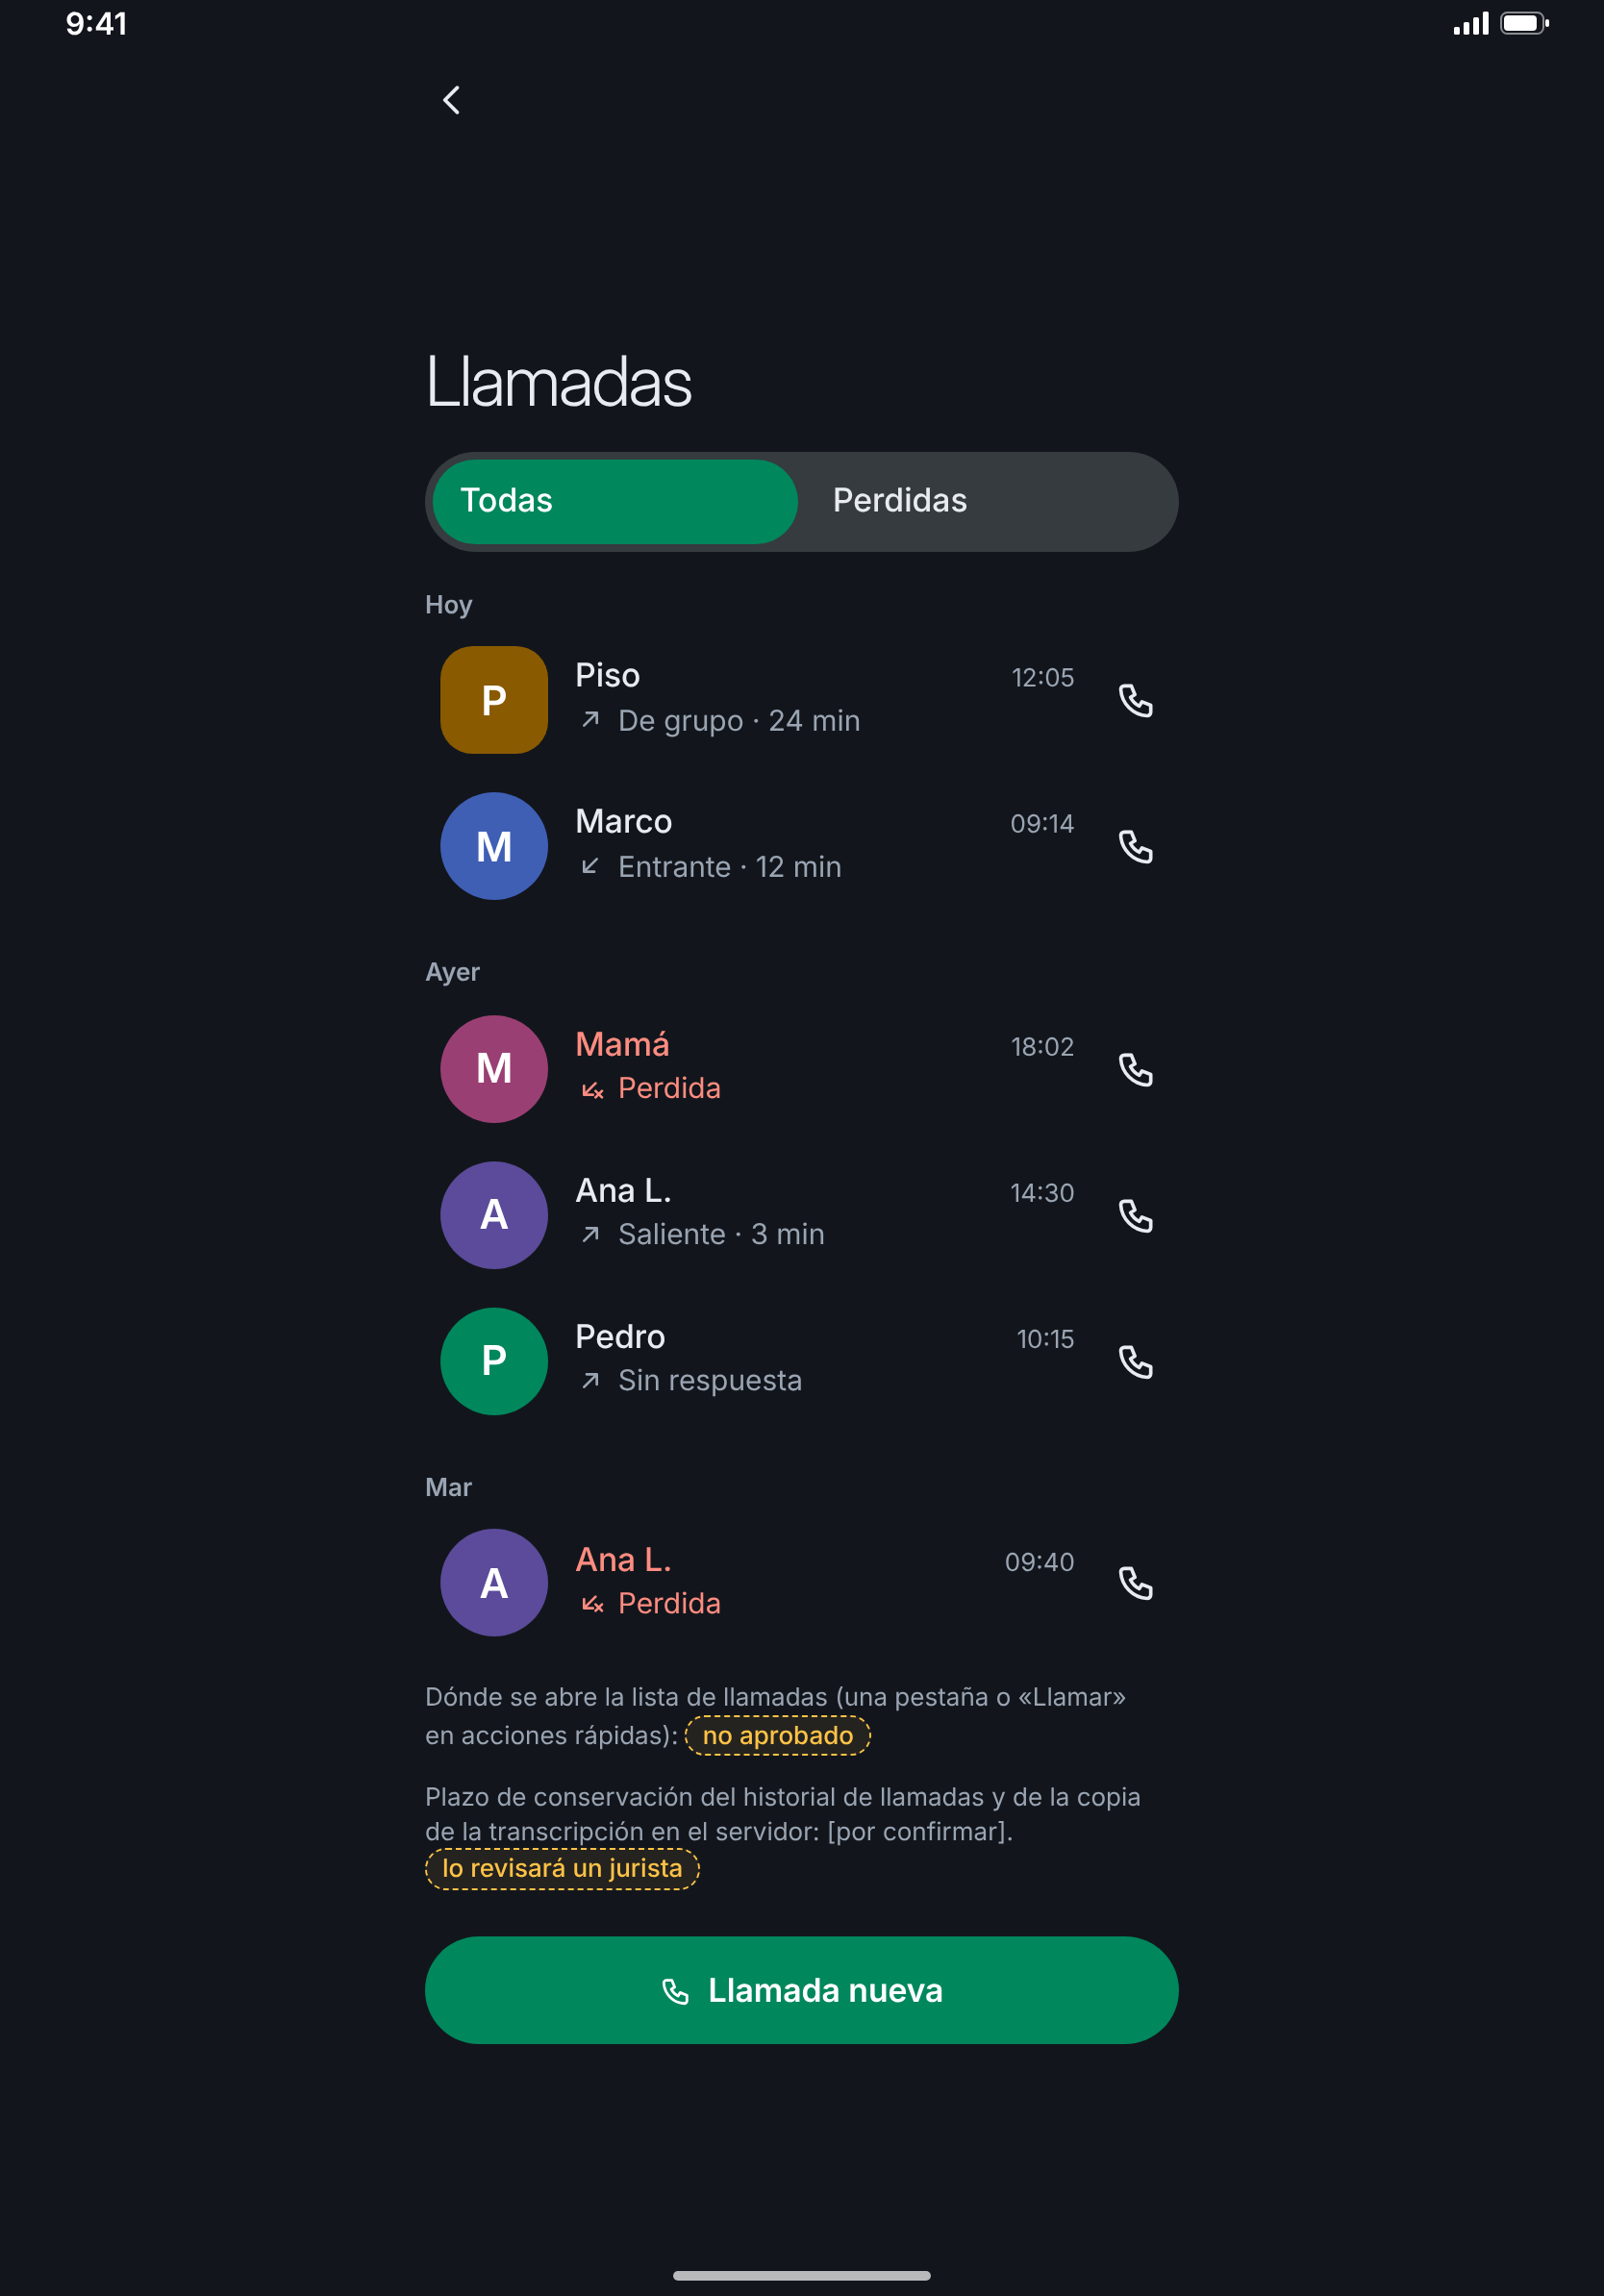 9:41
Llamadas
Todas
Perdidas
Hoy
P
Piso
12:05
De grupo · 24 min
M
Marco
09:14
Entrante · 12 min
Ayer
M
Mamá
18:02
Perdida
A
Ana L.
14:30
Saliente · 3 min
P
Pedro
10:15
Sin respuesta
Mar
A
Ana L.
09:40
Perdida
Dónde se abre la lista de llamadas (una pestaña o «Llamar»
en acciones rápidas): no aprobado
Plazo de conservación del historial de llamadas y de la copia
de la transcripción en el servidor: [por confirmar].
lo revisará un jurista
Llamada nueva